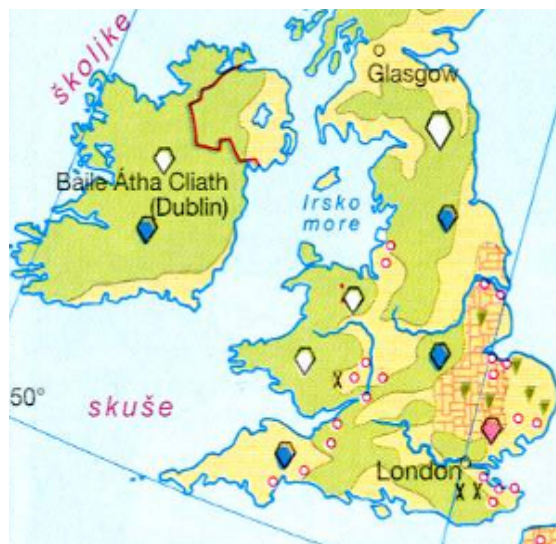 školjke
Glasgow
Baile Átha Cliath
(Dublin)
Irsko
more
50°
skuše
London